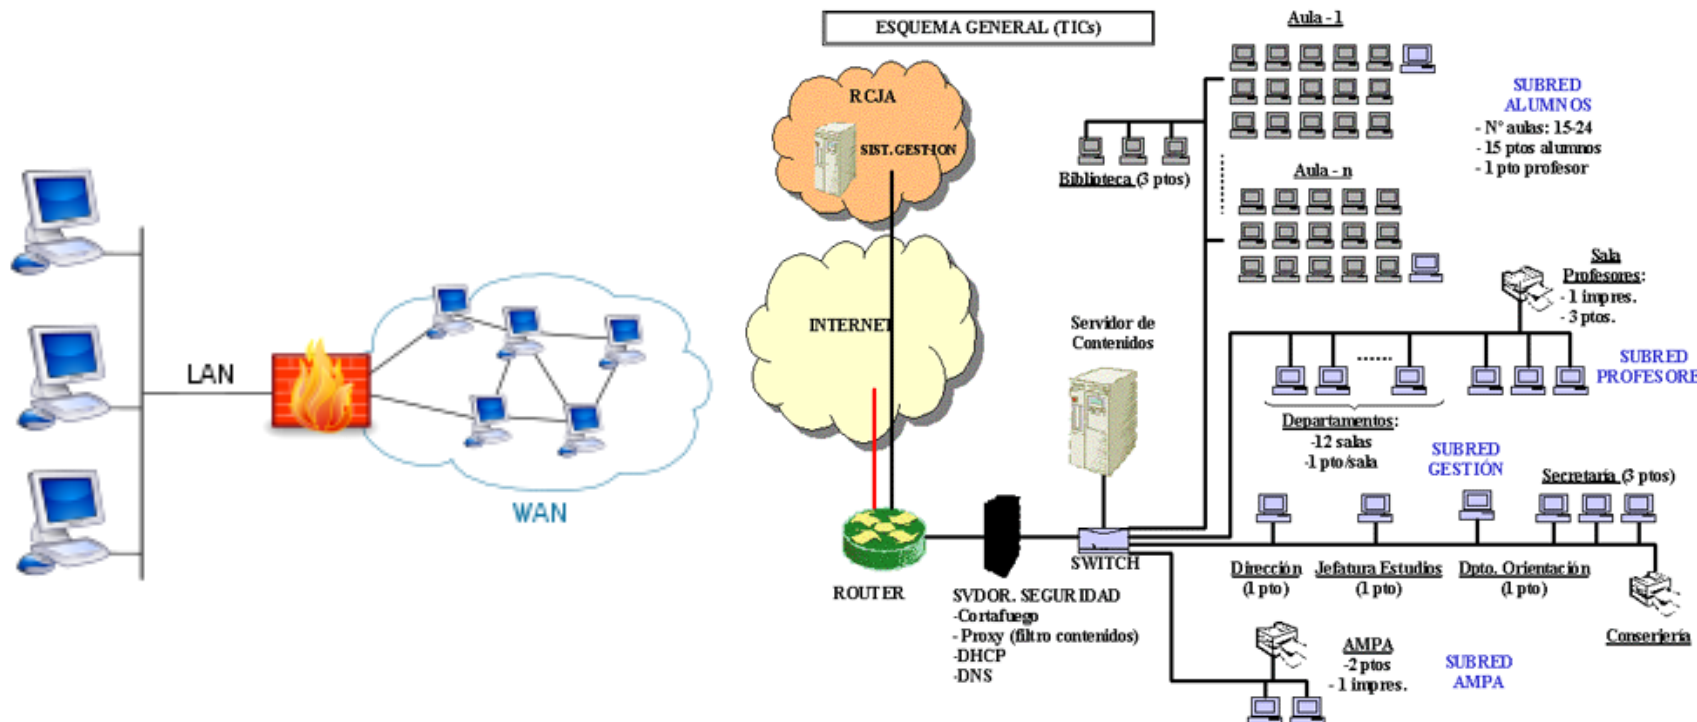 LAN
WAN
ESQUEMA GENERAL (TICs)
RCJA
SIST. GESTION
INTERNET
ROUTER
SVDOR. SEGURIDAD
-Cortafuego
- Proxy (filtro contenidos)
-DHCP
-DNS
Servidor de
Contenidos
SWITCH
Biblioteca (3 ptos)
Aula - 1
Aula - n
SUBRED
ALUMNOS
- Nº aulas: 15-24
- 15 ptos alumnos
- 1 pto profesor
Sala
Profesores:
- 1 impres.
- 3 ptos.
SUBRED
PROFESORE
Departamentos:
-12 salas
-1 pto/sala
SUBRED
GESTIÓN
Secretaría (3 ptos)
Dirección
(1 pto)
Jefatura Estudios
(1 pto)
Dpto. Orientación
(1 pto)
Conserjería
AMPA
-2 ptos
- 1 impres.
SUBRED
AMPA